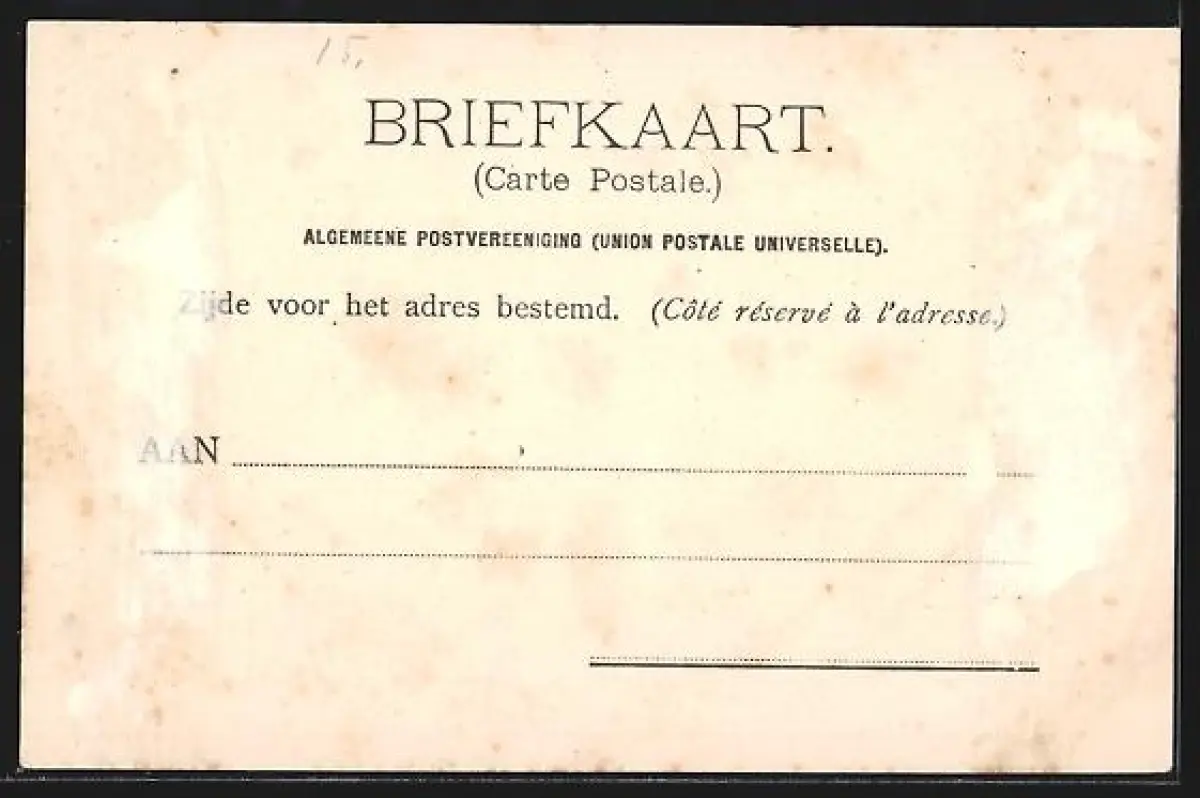 15.
BRIEFKAART.
(Carte Postale.)
ALGEMEENE POSTVEREENIGING (UNION POSTALE UNIVERSELLE).
Zijde voor het adres bestemd. (Côté réservé à l'adresse.)
AAN